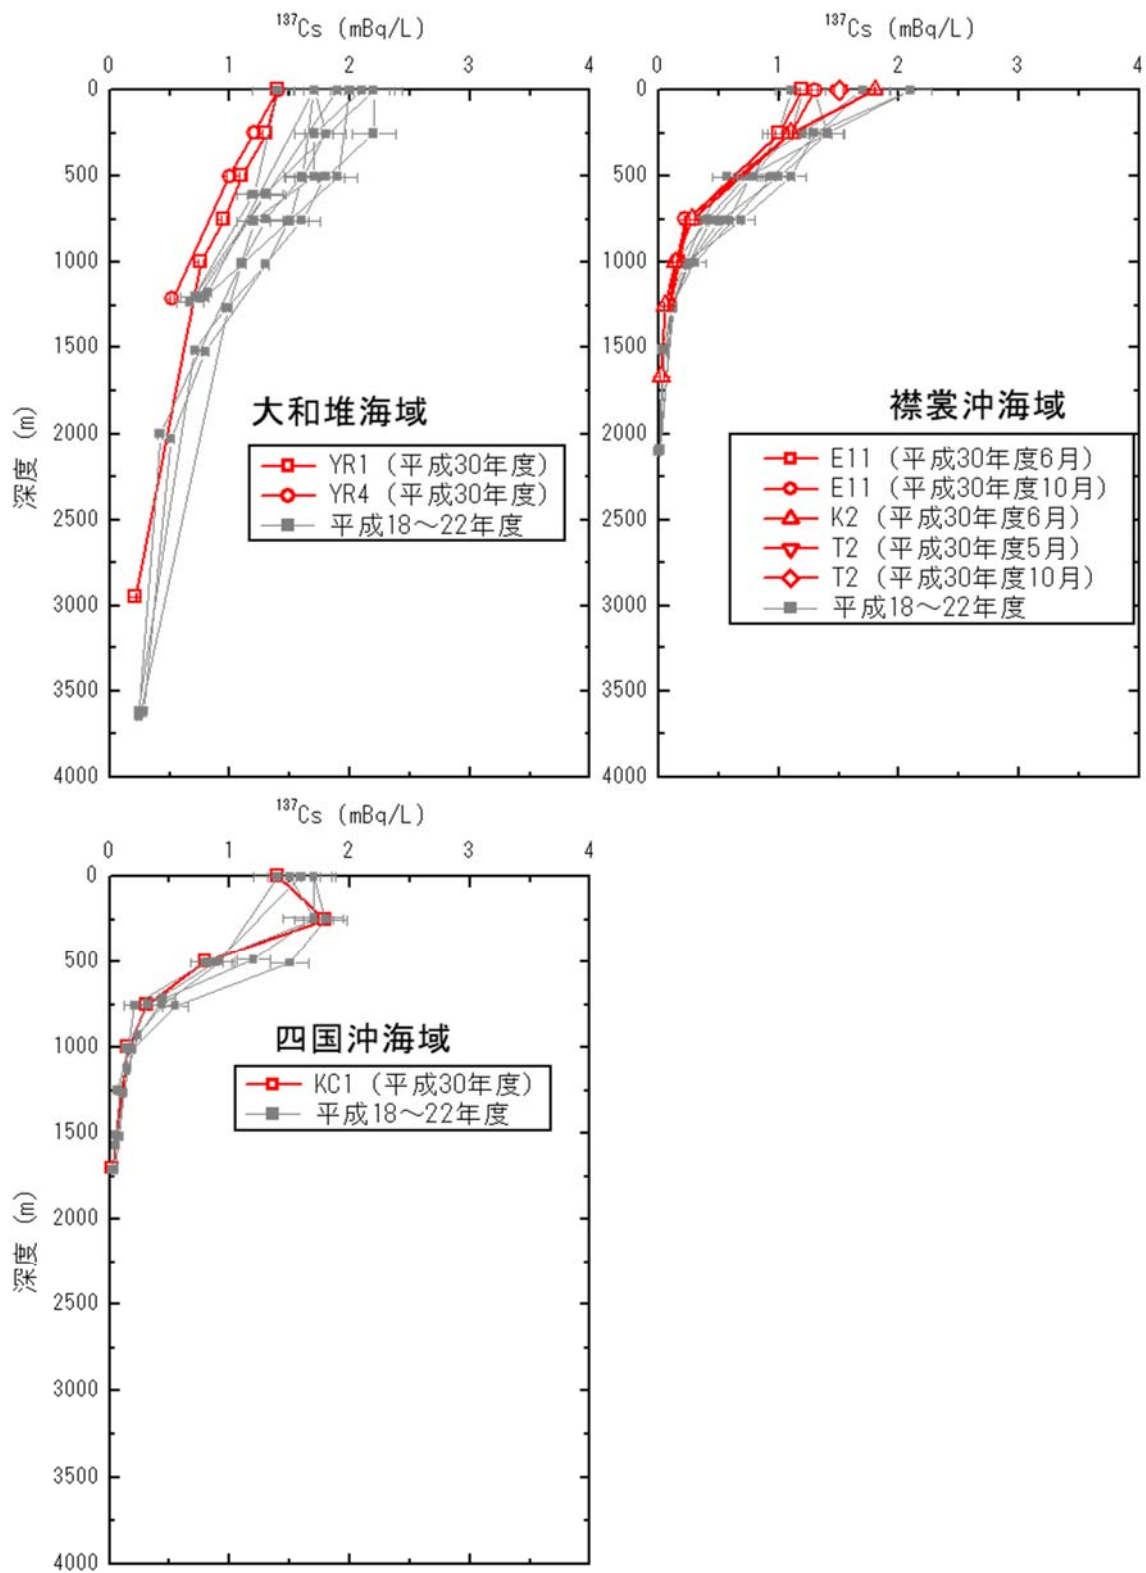 ¹³⁷Cs (mBq/L)
0 1 2 3 4
0
500
1000
1500
2000
2500
3000
3500
4000
深度 (m)
大和堆海域
YR1 (平成30年度)
YR4 (平成30年度)
平成18～22年度
¹³⁷Cs (mBq/L)
0 1 2 3 4
0
500
1000
1500
2000
2500
3000
3500
4000
襟裳沖海域
E11 (平成30年度6月)
E11 (平成30年度10月)
K2 (平成30年度6月)
T2 (平成30年度5月)
T2 (平成30年度10月)
平成18～22年度
¹³⁷Cs (mBq/L)
0 1 2 3 4
0
500
1000
1500
2000
2500
3000
3500
4000
深度 (m)
四国沖海域
KC1 (平成30年度)
平成18～22年度